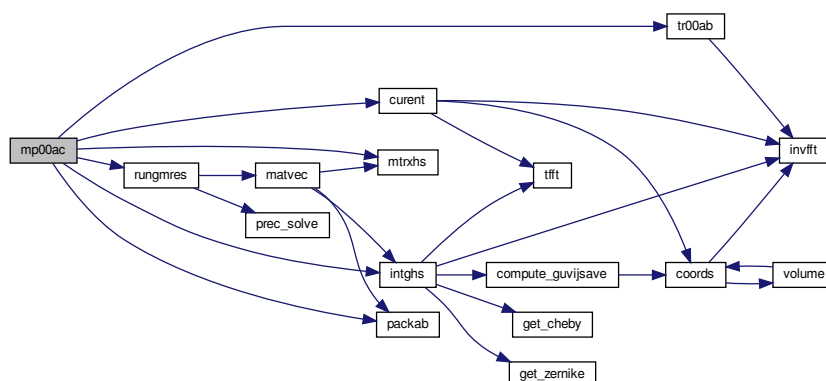 tr00ab
curent
mp00ac
mtrxhs
invfft
rungmres
matvec
tfft
prec_solve
intghs
compute_guvijsave
coords
volume
packab
get_cheby
get_zernike